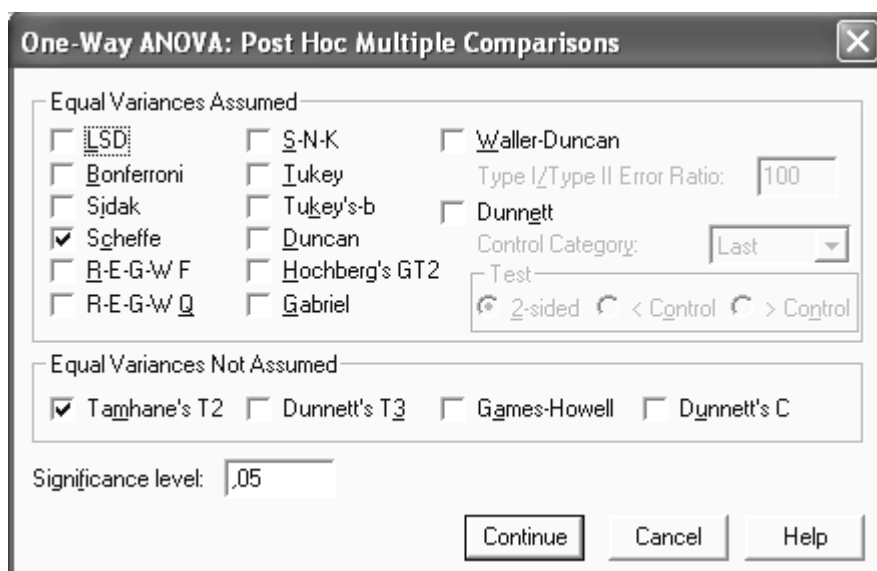 One-Way ANOVA: Post Hoc Multiple Comparisons
Equal Variances Assumed
LSD S-N-K Waller-Duncan
Bonferroni Tukey Type I/Type II Error Ratio: 100
Sidak Tukey's-b Dunnett
Scheffe Duncan Control Category: Last
R-E-G-W F Hochberg's GT2 Test
R-E-G-W Q Gabriel 2-sided < Control > Control
Equal Variances Not Assumed
Tamhane's T2 Dunnett's T3 Games-Howell Dunnett's C
Significance level: ,05
Continue Cancel Help